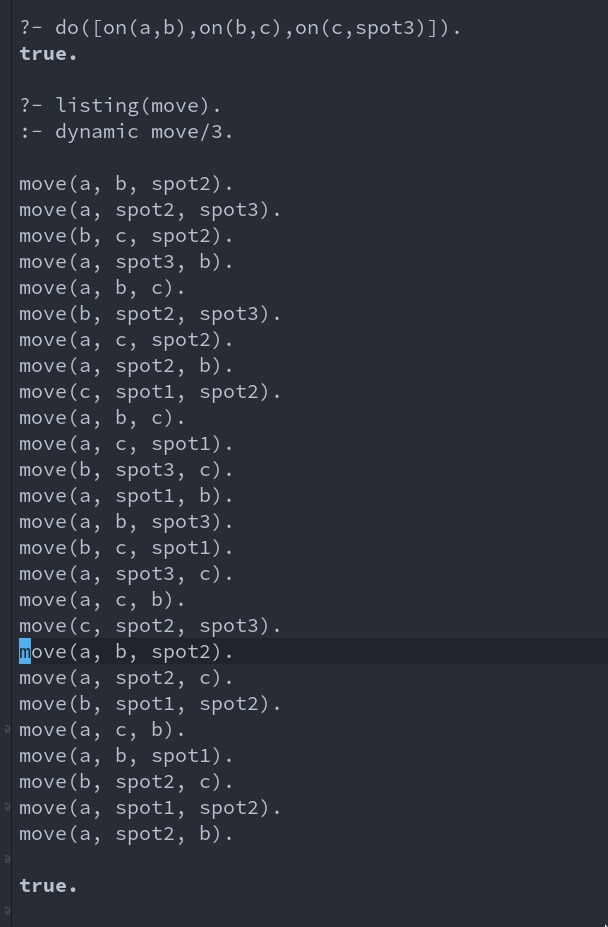 ?- do([on(a,b),on(b,c),on(c,spot3)]).
true.
?- listing(move).
:- dynamic move/3.
move(a, b, spot2).
move(a, spot2, spot3).
move(b, c, spot2).
move(a, spot3, b).
move(a, b, c).
move(b, spot2, spot3).
move(a, c, spot2).
move(a, spot2, b).
move(c, spot1, spot2).
move(a, b, c).
move(a, c, spot1).
move(b, spot3, c).
move(a, spot1, b).
move(a, b, spot3).
move(b, c, spot1).
move(a, spot3, c).
move(a, c, b).
move(c, spot2, spot3).
move(a, b, spot2).
move(a, spot2, c).
move(b, spot1, spot2).
move(a, c, b).
move(a, b, spot1).
move(b, spot2, c).
move(a, spot1, spot2).
move(a, spot2, b).
true.